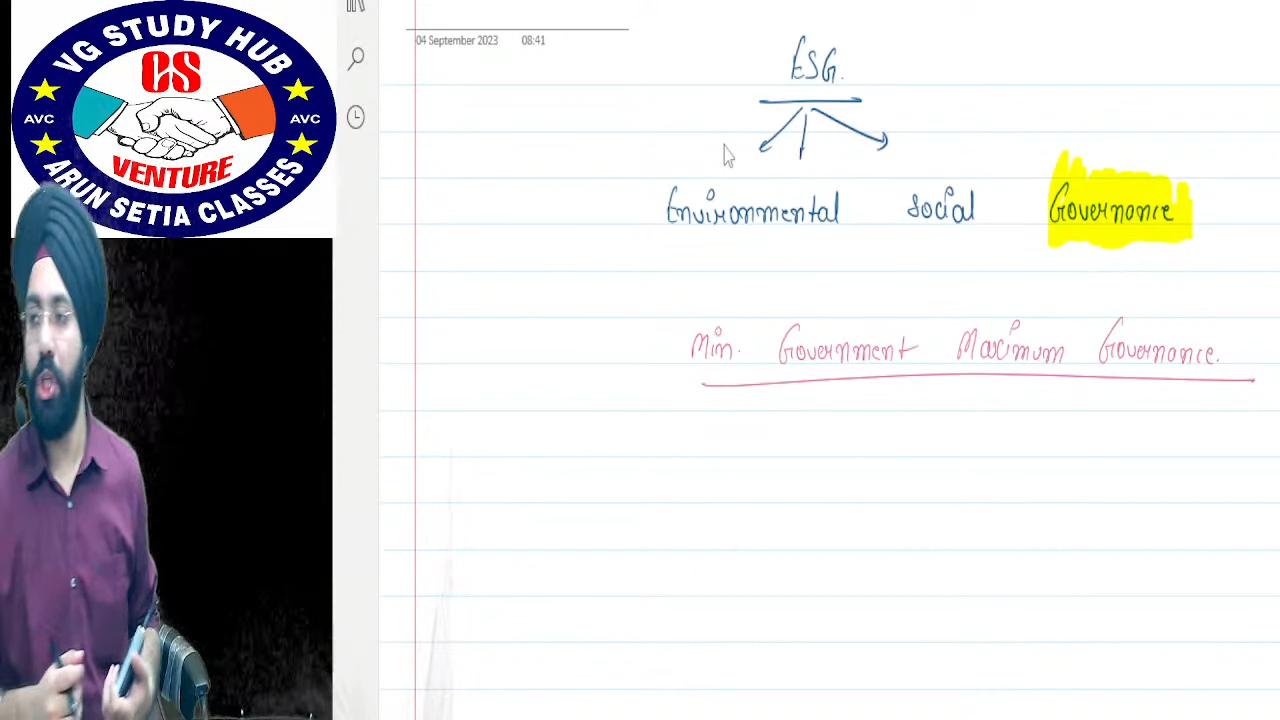 VG STUDY HUB
CS
AVC
AVC
VENTURE
ARUN SETIA CLASSES
04 September 2023 08:41
ESG.
Environmental Social Governance
Min. Government Maximum Governance.